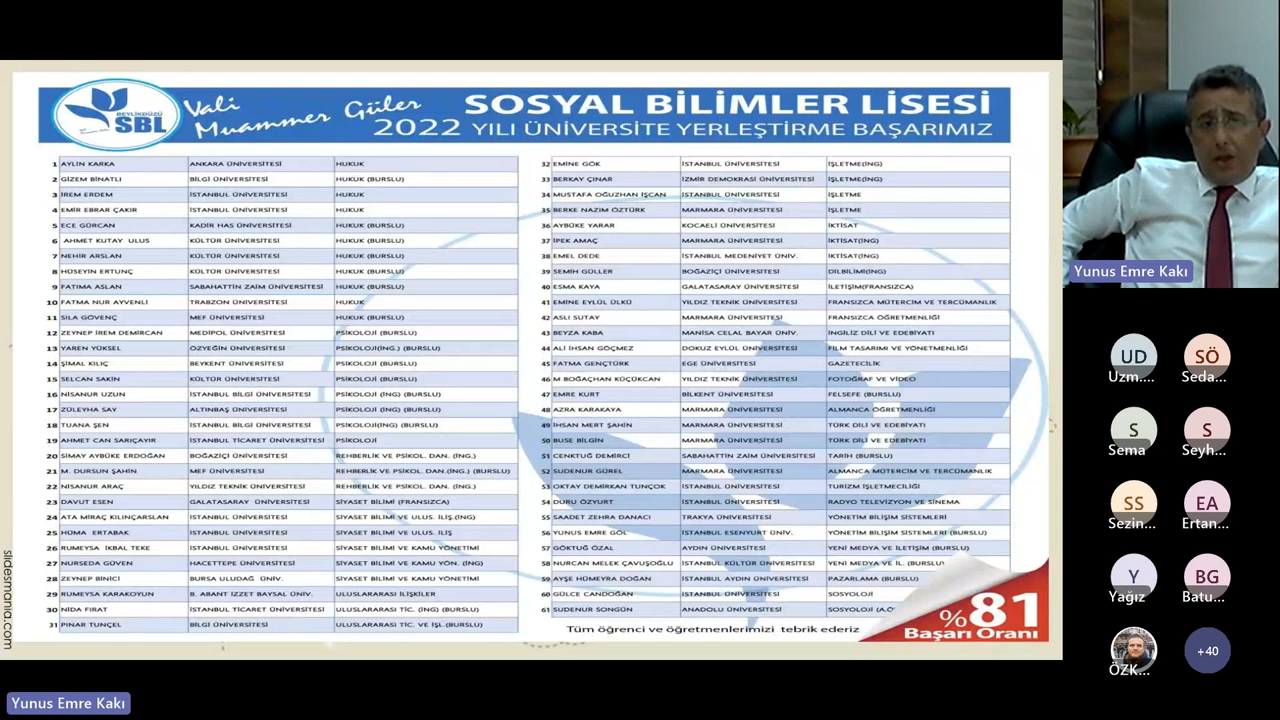 BEYLİKDÜZÜ
SBL
Vali
Muammer Güler
SOSYAL BİLİMLER LİSESİ
2022 YILI ÜNİVERSİTE YERLEŞTİRME BAŞARIMIZ
1 AYLİN KARKA ANKARA ÜNİVERSİTESİ HUKUK
2 GİZEM BİNATLI BİLGİ ÜNİVERSİTESİ HUKUK (BURSLU)
3 İREM ERDEM İSTANBUL ÜNİVERSİTESİ HUKUK
4 EMİR EBRAR ÇAKIR İSTANBUL ÜNİVERSİTESİ HUKUK
5 ECE GÜRCAN KADİR HAS ÜNİVERSİTESİ HUKUK (BURSLU)
6 AHMET KUTAY ULUS KÜLTÜR ÜNİVERSİTESİ HUKUK (BURSLU)
7 NEHİR ARSLAN KÜLTÜR ÜNİVERSİTESİ HUKUK (BURSLU)
8 HÜSEYİN ERTUNÇ KÜLTÜR ÜNİVERSİTESİ HUKUK (BURSLU)
9 FATIMA ASLAN SABAHATTİN ZAİM ÜNİVERSİTESİ HUKUK (BURSLU)
10 FATMA NUR AYVENLİ TRABZON ÜNİVERSİTESİ HUKUK
11 SILA GÖVENÇ MEF ÜNİVERSİTESİ HUKUK (BURSLU)
12 ZEYNEP İREM DEMİRCAN MEDİPOL ÜNİVERSİTESİ PSİKOLOJİ (BURSLU)
13 YAREN YÜKSEL ÖZYEĞİN ÜNİVERSİTESİ PSİKOLOJİ(İNG.) (BURSLU)
14 ŞİMAL KILIÇ BEYKENT ÜNİVERSİTESİ PSİKOLOJİ (BURSLU)
15 SELCAN SAKİN KÜLTÜR ÜNİVERSİTESİ PSİKOLOJİ (BURSLU)
16 NİSANUR UZUN İSTANBUL BİLGİ ÜNİVERSİTESİ PSİKOLOJİ (İNG) (BURSLU)
17 ZÜLEYHA SAY ALTINBAŞ ÜNİVERSİTESİ PSİKOLOJİ (İNG) (BURSLU)
18 TUANA ŞEN İSTANBUL BİLGİ ÜNİVERSİTESİ PSİKOLOJİ(İNG) (BURSLU)
19 AHMET CAN SARIÇAYIR İSTANBUL TİCARET ÜNİVERSİTESİ PSİKOLOJİ
20 SİMAY AYBÜKE ERDOĞAN BOĞAZİÇİ ÜNİVERSİTESİ REHBERLİK VE PSİKOL. DAN. (İNG.)
21 M. DURSUN ŞAHİN MEF ÜNİVERSİTESİ REHBERLİK VE PSİKOL. DAN. (İNG.) (BURSLU)
22 NİSANUR ARAÇ YILDIZ TEKNİK ÜNİVERSİTESİ REHBERLİK VE PSİKOL. DAN. (İNG.)
23 DAVUT ESEN GALATASARAY ÜNİVERSİTESİ SİYASET BİLİMİ (FRANSIZCA)
24 ATA MİRAÇ KILINÇARSLAN İSTANBUL ÜNİVERSİTESİ SİYASET BİLİMİ VE ULUS. İLİŞ.(İNG)
25 HÜMA ERTABAK İSTANBUL ÜNİVERSİTESİ SİYASET BİLİMİ VE ULUS. İLİŞ
26 RUMEYSA İKBAL TEKE İSTANBUL ÜNİVERSİTESİ SİYASET BİLİMİ VE KAMU YÖNETİMİ
27 NURSEDA GÜVEN HACETTEPE ÜNİVERSİTESİ SİYASET BİLİMİ VE KAMU YÖN. (İNG)
28 ZEYNEP BİNİCİ BURSA ULUDAĞ ÜNİV. SİYASET BİLİMİ VE KAMU YÖNETİMİ
29 RUMEYSA KARAKOYUN B. ABANT İZZET BAYSAL ÜNİV. ULUSLARARASI İLİŞKİLER
30 NİDA FIRAT İSTANBUL TİCARET ÜNİVERSİTESİ ULUSLARARASI TİC. (İNG) (BURSLU)
31 PINAR TUNÇEL BİLGİ ÜNİVERSİTESİ ULUSLARARASI TİC. VE İŞL.(BURSLU)
32 EMİNE GÖK İSTANBUL ÜNİVERSİTESİ İŞLETME(İNG)
33 BERKAY ÇINAR İZMİR DEMOKRASİ ÜNİVERSİTESİ İŞLETME(İNG)
34 MUSTAFA OĞUZHAN İŞCAN İSTANBUL ÜNİVERSİTESİ İŞLETME
35 BERKE NAZIM ÖZTÜRK MARMARA ÜNİVERSİTESİ İŞLETME
36 AYBÜKE YARAR KOCAELİ ÜNİVERSİTESİ İKTİSAT
37 İPEK AMAÇ MARMARA ÜNİVERSİTESİ İKTİSAT(İNG)
38 EMEL DEDE İSTANBUL MEDENİYET ÜNİV. İKTİSAT(İNG)
39 SEMİH GÜLLER BOĞAZİÇİ ÜNİVERSİTESİ DİLBİLİMİ(İNG)
40 ESMA KAYA GALATASARAY ÜNİVERSİTESİ İLETİŞİM(FRANSIZCA)
41 EMİNE EYLÜL ÜLKÜ YILDIZ TEKNİK ÜNİVERSİTESİ FRANSIZCA MÜTERCİM VE TERCÜMANLIK
42 ASLI SUTAY MARMARA ÜNİVERSİTESİ FRANSIZCA ÖĞRETMENLİĞİ
43 BEYZA KABA MANİSA CELAL BAYAR ÜNİV. İNGİLİZ DİLİ VE EDEBİYATI
44 ALİ İHSAN GÖÇMEZ DOKUZ EYLÜL ÜNİVERSİTESİ FİLM TASARIMI VE YÖNETMENLİĞİ
45 FATMA GENÇTÜRK EGE ÜNİVERSİTESİ GAZETECİLİK
46 M BOĞAÇHAN KÜÇÜKCAN YILDIZ TEKNİK ÜNİVERSİTESİ FOTOĞRAF VE VİDEO
47 EMRE KURT BİLKENT ÜNİVERSİTESİ FELSEFE (BURSLU)
48 AZRA KARAKAYA MARMARA ÜNİVERSİTESİ ALMANCA ÖĞRETMENLİĞİ
49 İHSAN MERT ŞAHİN MARMARA ÜNİVERSİTESİ TÜRK DİLİ VE EDEBİYATI
50 BUSE BİLGİN MARMARA ÜNİVERSİTESİ TÜRK DİLİ VE EDEBİYATI
51 CENKTUĞ DEMİRCİ SABAHATTİN ZAİM ÜNİVERSİTESİ TARİH (BURSLU)
52 SUDENUR GÜREL MARMARA ÜNİVERSİTESİ ALMANCA MÜTERCİM VE TERCÜMANLIK
53 OKTAY DEMİRKAN TUNÇOK İSTANBUL ÜNİVERSİTESİ TURİZM İŞLETMECİLİĞİ
54 DURU ÖZYURT İSTANBUL ÜNİVERSİTESİ RADYO TELEVİZYON VE SİNEMA
55 SAADET ZEHRA DANACI TRAKYA ÜNİVERSİTESİ YÖNETİM BİLİŞİM SİSTEMLERİ
56 YUNUS EMRE GÖL İSTANBUL ESENYURT ÜNİV. YÖNETİM BİLİŞİM SİSTEMLERİ (BURSLU)
57 GÖKTUĞ ÖZAL AYDIN ÜNİVERSİTESİ YENİ MEDYA VE İLETİŞİM (BURSLU)
58 NURCAN MELEK ÇAVUŞOĞLU İSTANBUL KÜLTÜR ÜNİVERSİTESİ YENİ MEDYA VE İL. (BURSLU)
59 AYŞE HÜMEYRA DOĞAN İSTANBUL AYDIN ÜNİVERSİTESİ PAZARLAMA (BURSLU)
60 GÜLCE CANDOĞAN İSTANBUL ÜNİVERSİTESİ SOSYOLOJİ
61 SUDENUR SONGÜN ANADOLU ÜNİVERSİTESİ SOSYOLOJİ (A.Ö
Tüm öğrenci ve öğretmenlerimizi tebrik ederiz
%81
Başarı Oranı
slidesmania.com
Yunus Emre Kakı
UD SÖ
Uzm.... Seda...
S S
Sema Seyh...
SS EA
Sezin... Ertan...
Y BG
Yağız Batu...
ÖZK... +40
Yunus Emre Kakı